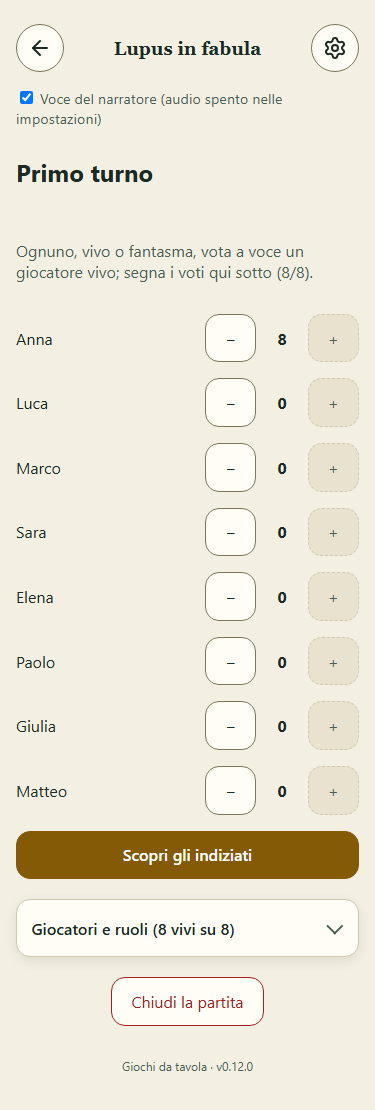 Lupus in fabula
Voce del narratore (audio spento nelle
impostazioni)
Primo turno
Ognuno, vivo o fantasma, vota a voce un
giocatore vivo; segna i voti qui sotto (8/8).
Anna − 8 +
Luca − 0 +
Marco − 0 +
Sara − 0 +
Elena − 0 +
Paolo − 0 +
Giulia − 0 +
Matteo − 0 +
Scopri gli indiziati
Giocatori e ruoli (8 vivi su 8)
Chiudi la partita
Giochi da tavola · v0.12.0